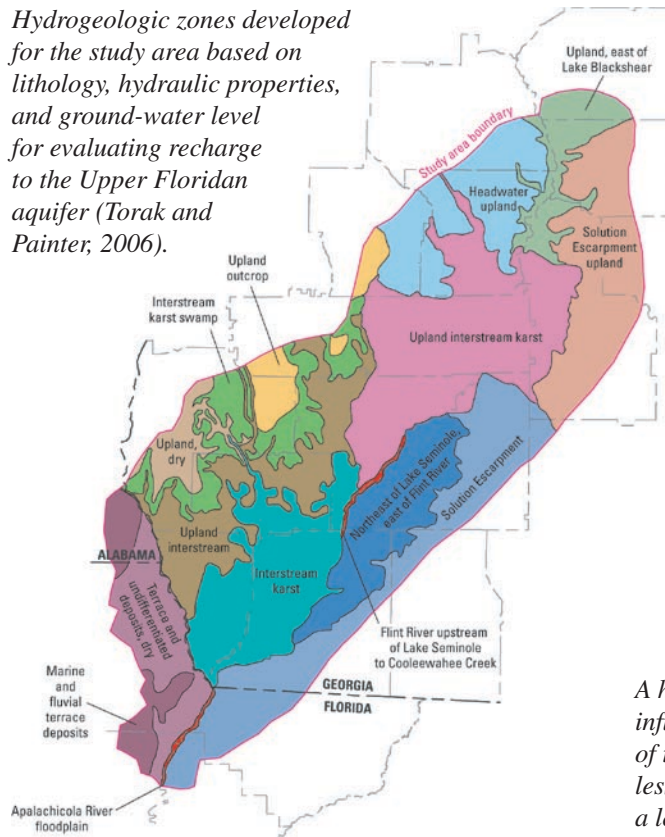 Hydrogeologic zones developed
for the study area based on
lithology, hydraulic properties,
and ground-water level
for evaluating recharge
to the Upper Floridan
aquifer (Torak and
Painter, 2006).
Upland, east of
Lake Blackshear
Study area boundary
Headwater
upland
Solution
Escarpment
upland
Upland
outcrop
Interstream
karst swamp
Upland interstream karst
Upland,
dry
Northeast of Lake Seminole,
east of Flint River
Solution Escarpment
Upland
interstream
ALABAMA
Interstream
karst
Terrace and
undifferentiated
deposits, dry
Flint River upstream
of Lake Seminole
to Cooleewahee Creek
Marine
and
fluvial
terrace
deposits
GEORGIA
FLORIDA
Apalachicola River
floodplain
A h
infl
of t
less
a lo